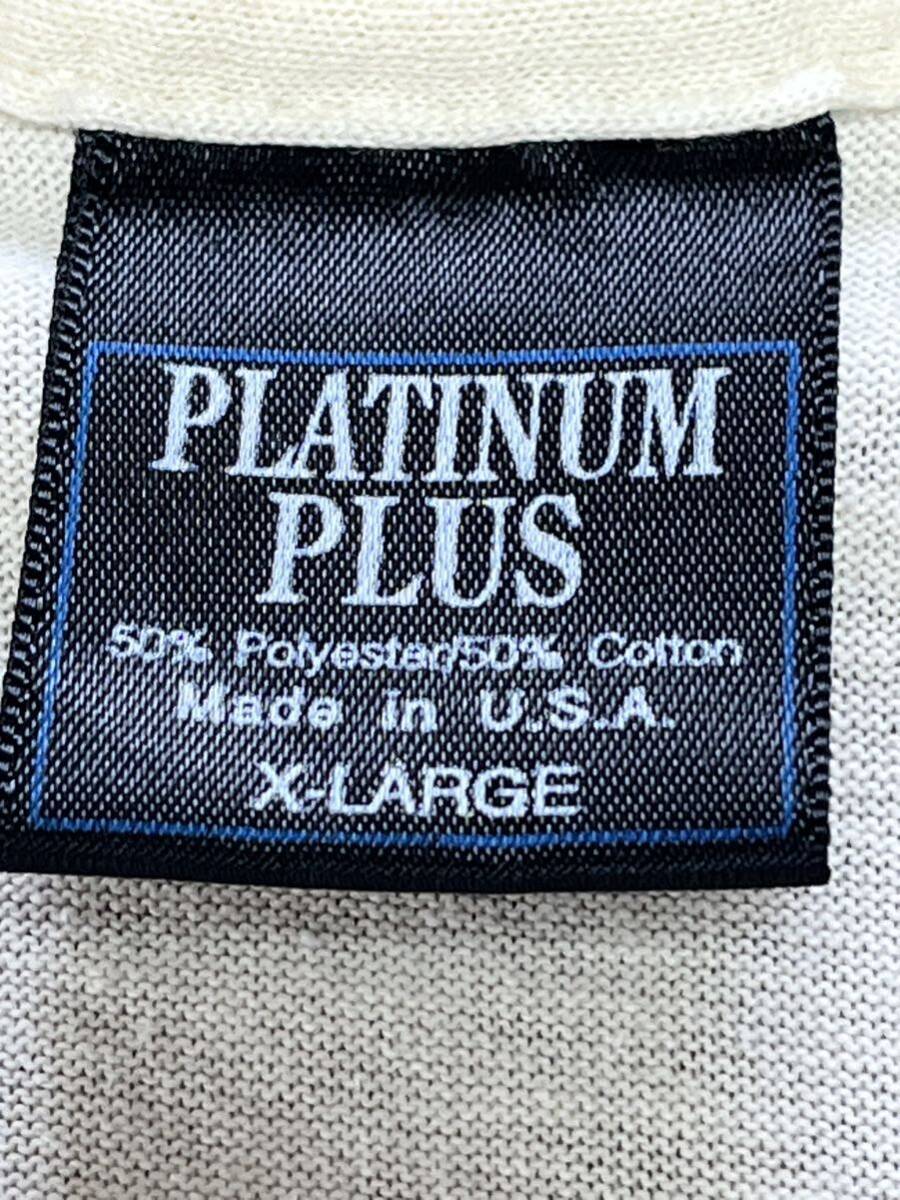 PLATINUM
PLUS
50% Polyester/50% Cotton
Made in U.S.A.
X-LARGE